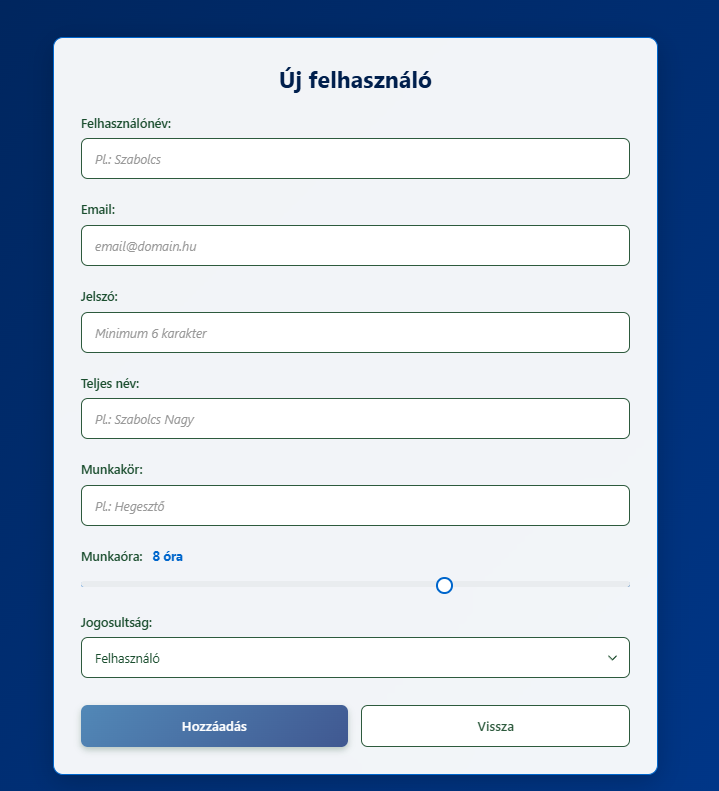 Új felhasználó
Felhasználónév:
Pl.: Szabolcs
Email:
email@domain.hu
Jelszó:
Minimum 6 karakter
Teljes név:
Pl.: Szabolcs Nagy
Munkakör:
Pl.: Hegesztő
Munkaóra: 8 óra
Jogosultság:
Felhasználó
Hozzáadás Vissza